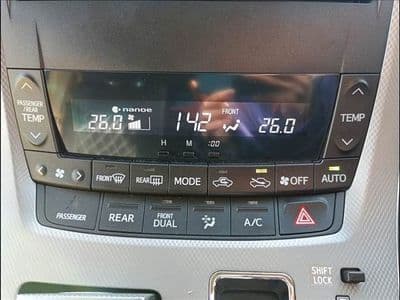 nanoe
FRONT
26.0 142 26.0
H M :00
PASSENGER
/REAR
TEMP
TEMP
FRONT REAR MODE OFF AUTO
PASSENGER REAR FRONT
DUAL A/C
SHIFT
LOCK